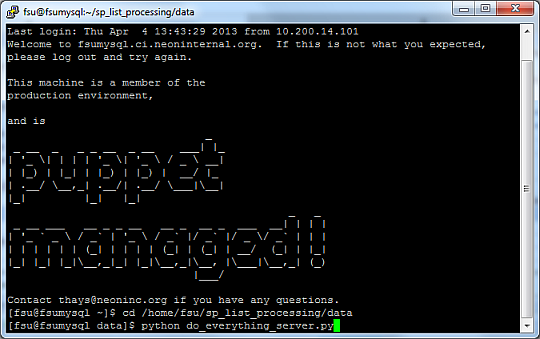 fsu@fsumysql:~/sp_list_processing/data
Last login: Thu Apr  4 13:43:29 2013 from 10.200.14.101
Welcome to fsumysql.ci.neoninternal.org.  If this is not what you expected,
please log out and try again.
This machine is a member of the
production environment,
and is
puppet
managed!
Contact thays@neoninc.org if you have any questions.
[fsu@fsumysql ~]$ cd /home/fsu/sp_list_processing/data
[fsu@fsumysql data]$ python do_everything_server.py